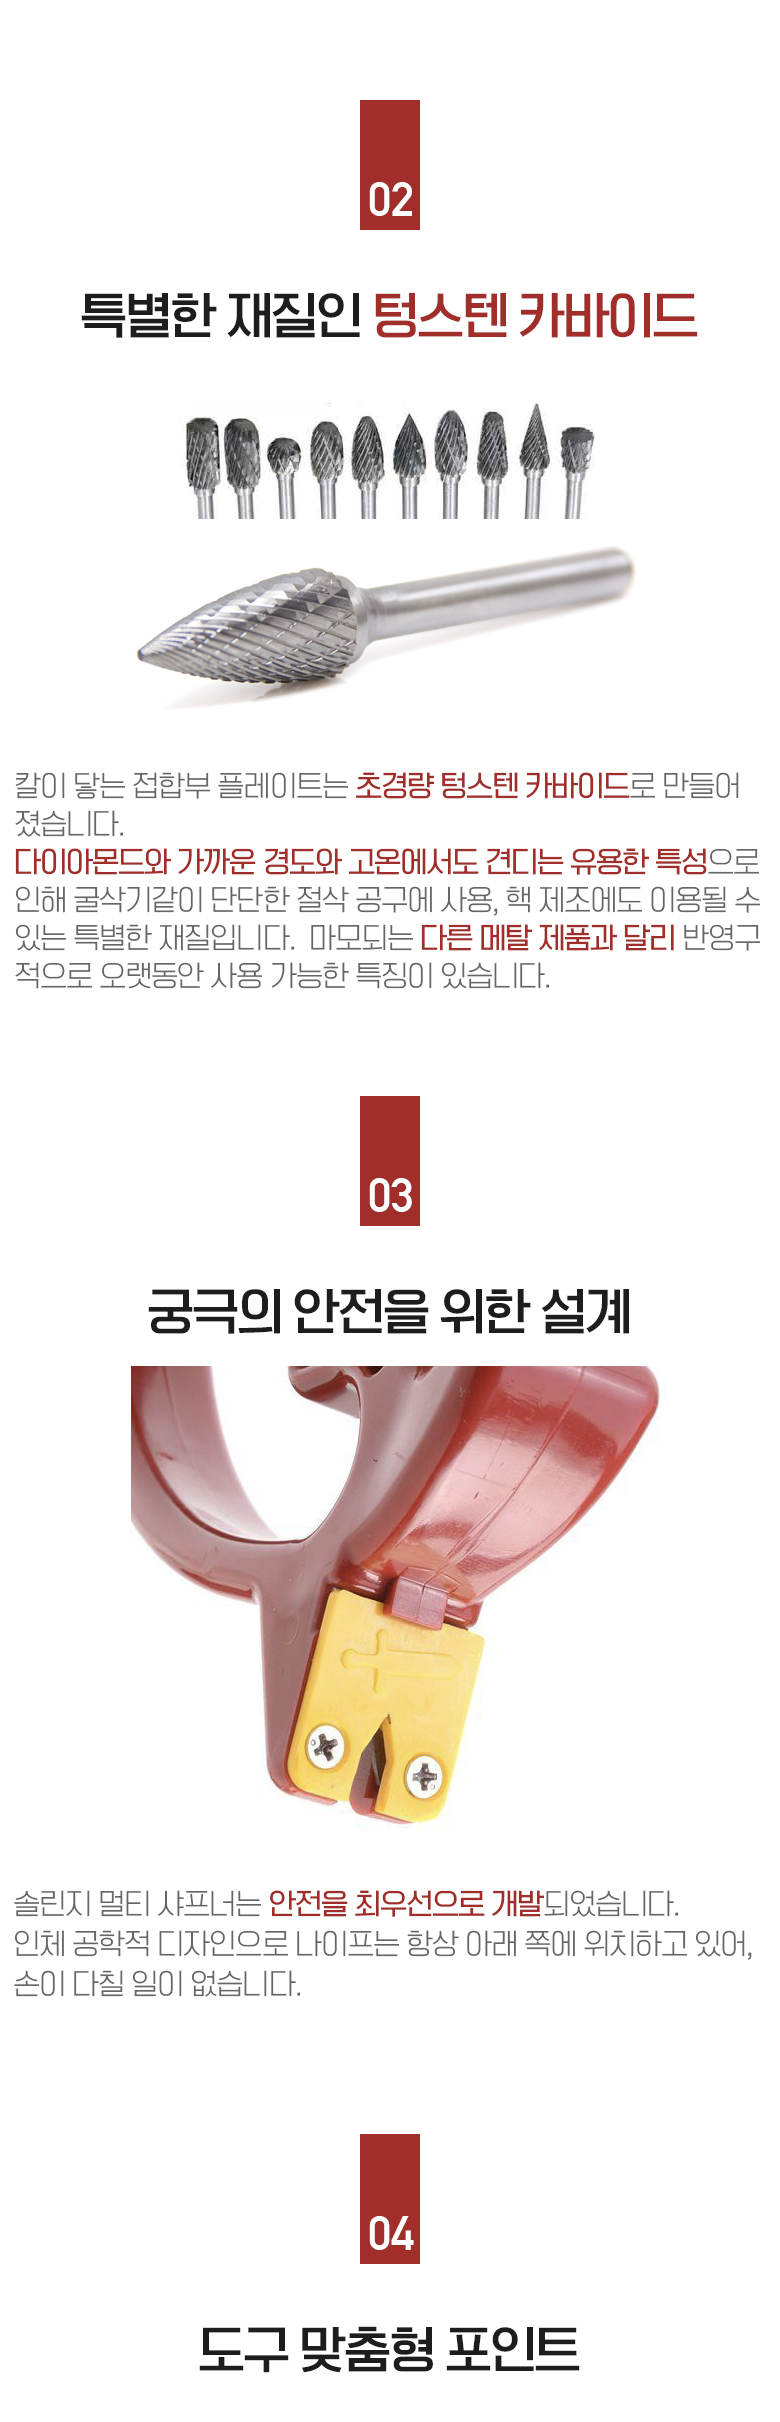 02
특별한 재질인 텅스텐 카바이드
칼이 닿는 접합부 플레이트는 초경량 텅스텐 카바이드로 만들어
졌습니다.
다이아몬드와 가까운 경도와 고온에서도 견디는 유용한 특성으로
인해 굴삭기같이 단단한 절삭 공구에 사용, 핵 제조에도 이용될 수
있는 특별한 재질입니다. 마모되는 다른 메탈 제품과 달리 반영구
적으로 오랫동안 사용 가능한 특징이 있습니다.
03
궁극의 안전을 위한 설계
솔린지 멀티 샤프너는 안전을 최우선으로 개발되었습니다.
인체 공학적 디자인으로 나이프는 항상 아래 쪽에 위치하고 있어,
손이 다칠 일이 없습니다.
04
도구 맞춤형 포인트